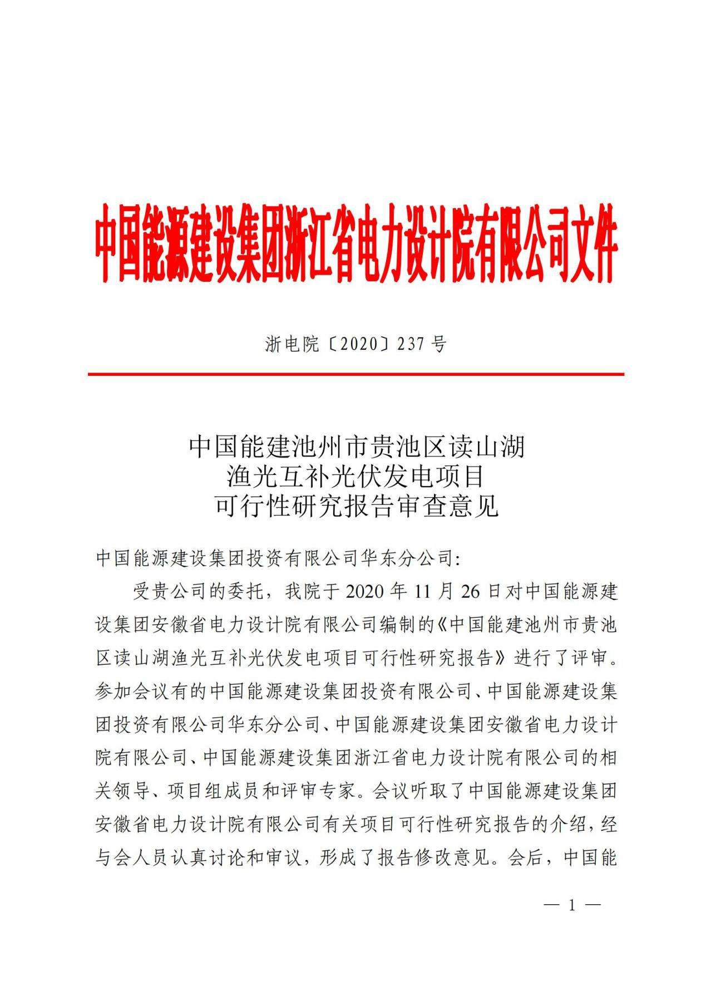 中国能源建设集团浙江省电力设计院有限公司文件
浙电院〔2020〕237 号
中国能建池州市贵池区读山湖
渔光互补光伏发电项目
可行性研究报告审查意见
中国能源建设集团投资有限公司华东分公司：
受贵公司的委托，我院于 2020 年 11 月 26 日对中国能源建
设集团安徽省电力设计院有限公司编制的《中国能建池州市贵池
区读山湖渔光互补光伏发电项目可行性研究报告》进行了评审。
参加会议有的中国能源建设集团投资有限公司、中国能源建设集
团投资有限公司华东分公司、中国能源建设集团安徽省电力设计
院有限公司、中国能源建设集团浙江省电力设计院有限公司的相
关领导、项目组成员和评审专家。会议听取了中国能源建设集团
安徽省电力设计院有限公司有关项目可行性研究报告的介绍，经
与会人员认真讨论和审议，形成了报告修改意见。会后，中国能
— 1 —